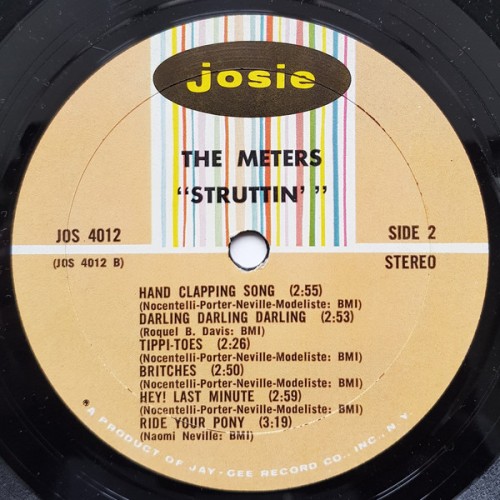 josie
THE METERS
"STRUTTIN' "
JOS 4012
SIDE 2
(JOS 4012 B)
STEREO
HAND CLAPPING SONG (2:55)
(Nocentelli-Porter-Neville-Modeliste: BMI)
DARLING DARLING DARLING (2:53)
(Roquel B. Davis: BMI)
TIPPI-TOES (2:26)
(Nocentelli-Porter-Neville-Modeliste: BMI)
BRITCHES (2:50)
(Nocentelli-Porter-Neville-Modeliste: BMI)
HEY! LAST MINUTE (2:59)
(Nocentelli-Porter-Neville-Modeliste: BMI)
RIDE YOUR PONY (3:19)
(Naomi Neville: BMI)
A PRODUCT OF JAY-GEE RECORD CO., INC., N. Y.